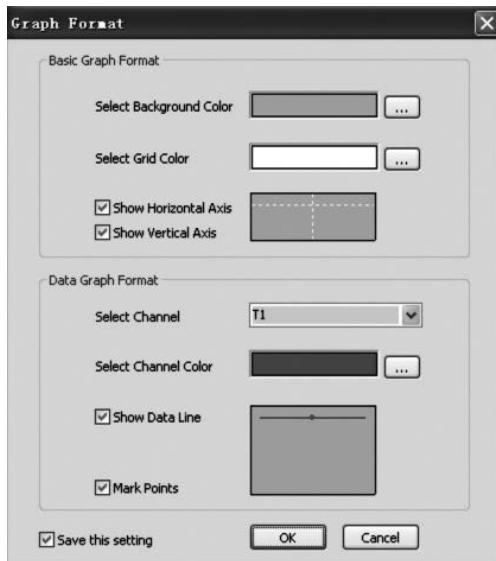 Graph Format
Basic Graph Format
Select Background Color
...
Select Grid Color
...
Show Horizontal Axis
Show Vertical Axis
Data Graph Format
Select Channel
T1
Select Channel Color
...
Show Data Line
Mark Points
Save this setting
OK
Cancel